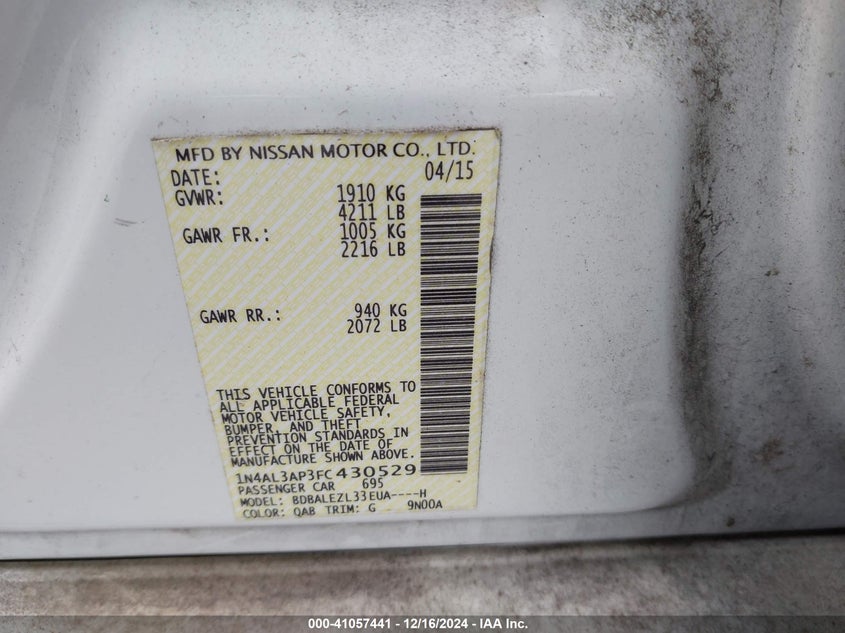 MFD BY NISSAN MOTOR CO., LTD.
DATE: 04/15
GVWR: 1910 KG
4211 LB
GAWR FR.: 1005 KG
2216 LB
GAWR RR.: 940 KG
2072 LB
THIS VEHICLE CONFORMS TO
ALL APPLICABLE FEDERAL
MOTOR VEHICLE SAFETY,
BUMPER, AND THEFT
PREVENTION STANDARDS IN
EFFECT ON THE DATE OF
MANUFACTURE SHOWN ABOVE.
1N4AL3AP3FC430529
PASSENGER CAR 695
MODEL: BDBALEZL33EUA----H
COLOR: QAB TRIM: G 9N00A
000-41057441 - 12/16/2024 - IAA Inc.